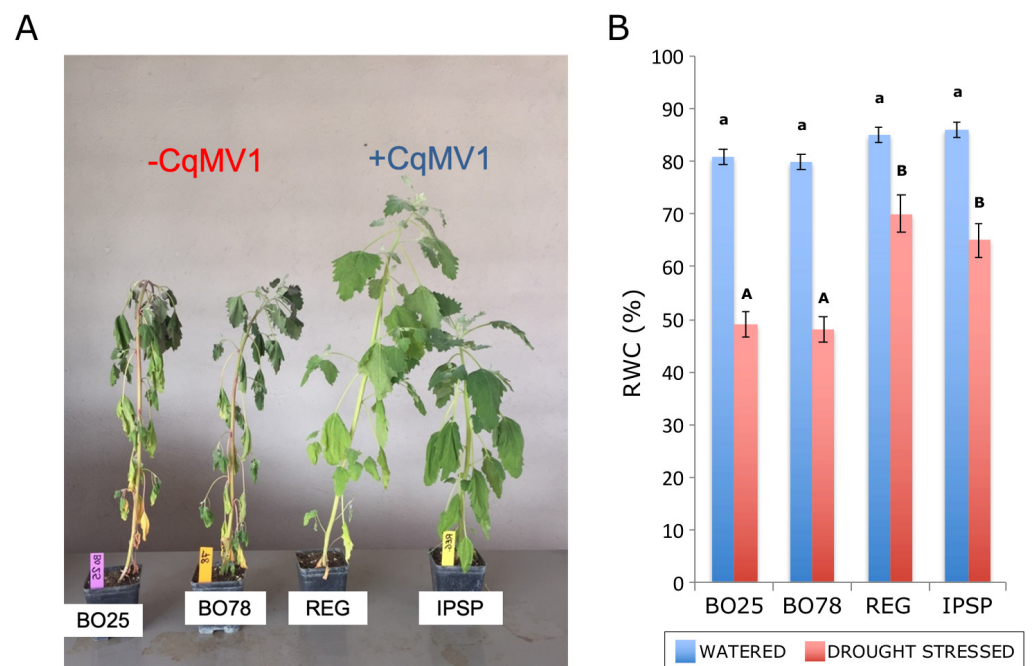 A
-CqMV1
+CqMV1
BO25
BO78
REG
IPSP
B
RWC (%)
100
90
80
70
60
50
40
30
20
10
0
a
a
a
a
A
A
B
B
BO25
BO78
REG
IPSP
WATERED
DROUGHT STRESSED